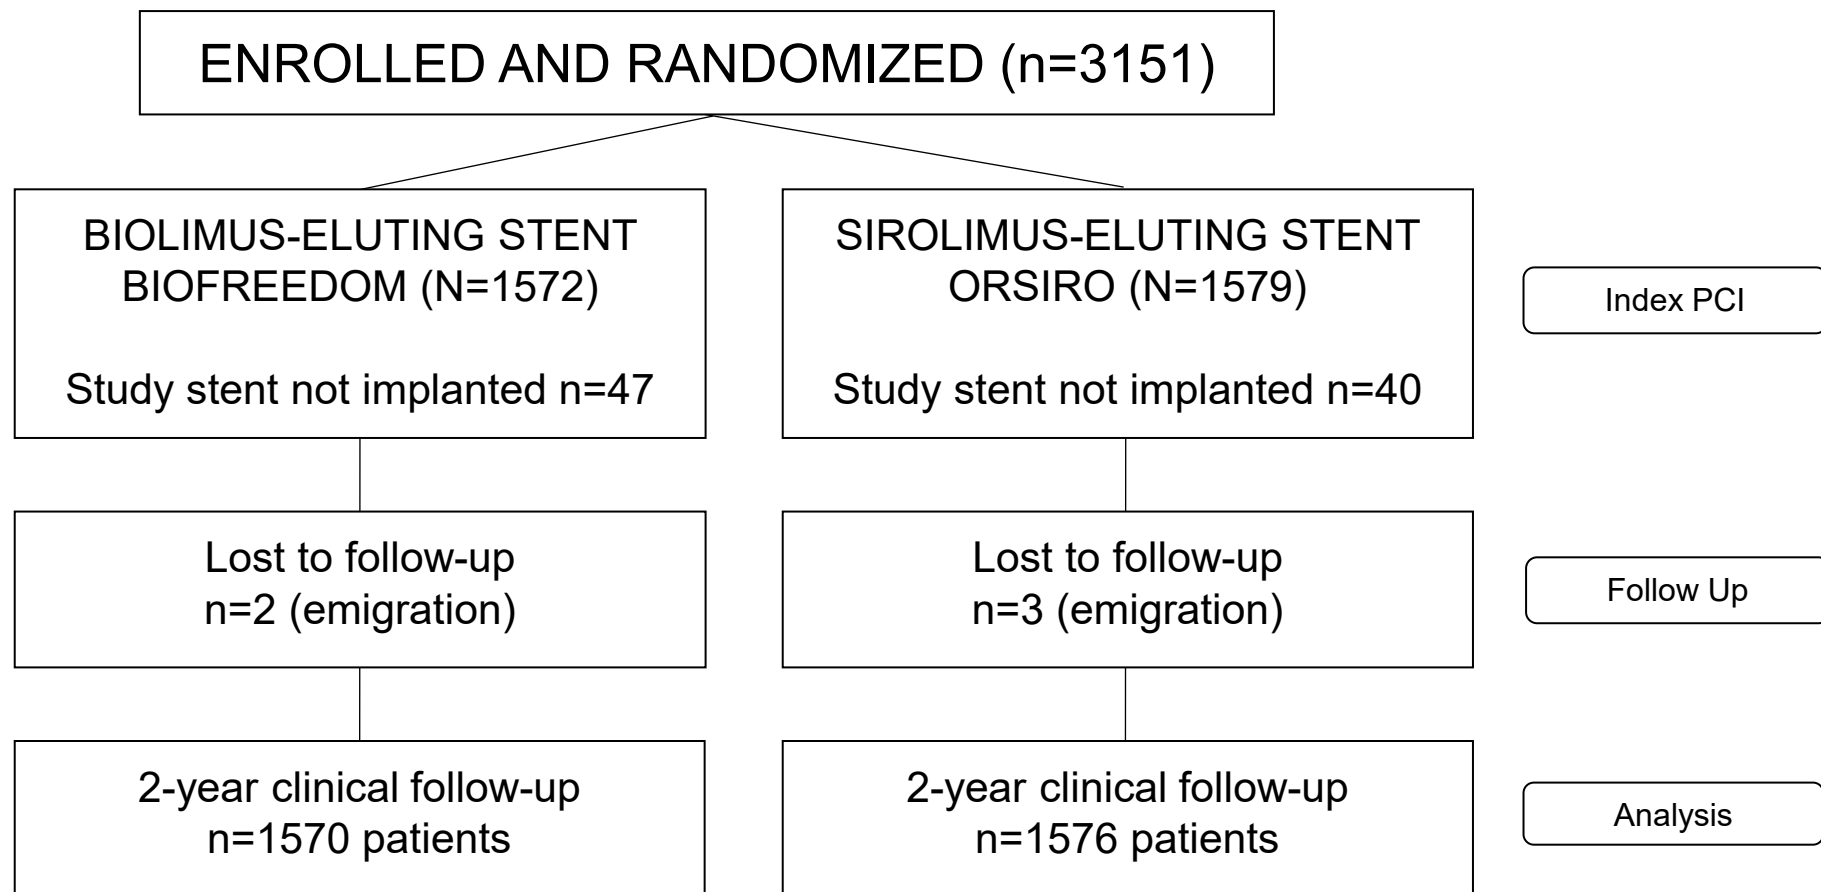 ENROLLED AND RANDOMIZED (n=3151)
BIOLIMUS-ELUTING STENT
BIOFREEDOM (N=1572)
Study stent not implanted n=47
SIROLIMUS-ELUTING STENT
ORSIRO (N=1579)
Study stent not implanted n=40
Index PCI
Lost to follow-up
n=2 (emigration)
Lost to follow-up
n=3 (emigration)
Follow Up
2-year clinical follow-up
n=1570 patients
2-year clinical follow-up
n=1576 patients
Analysis